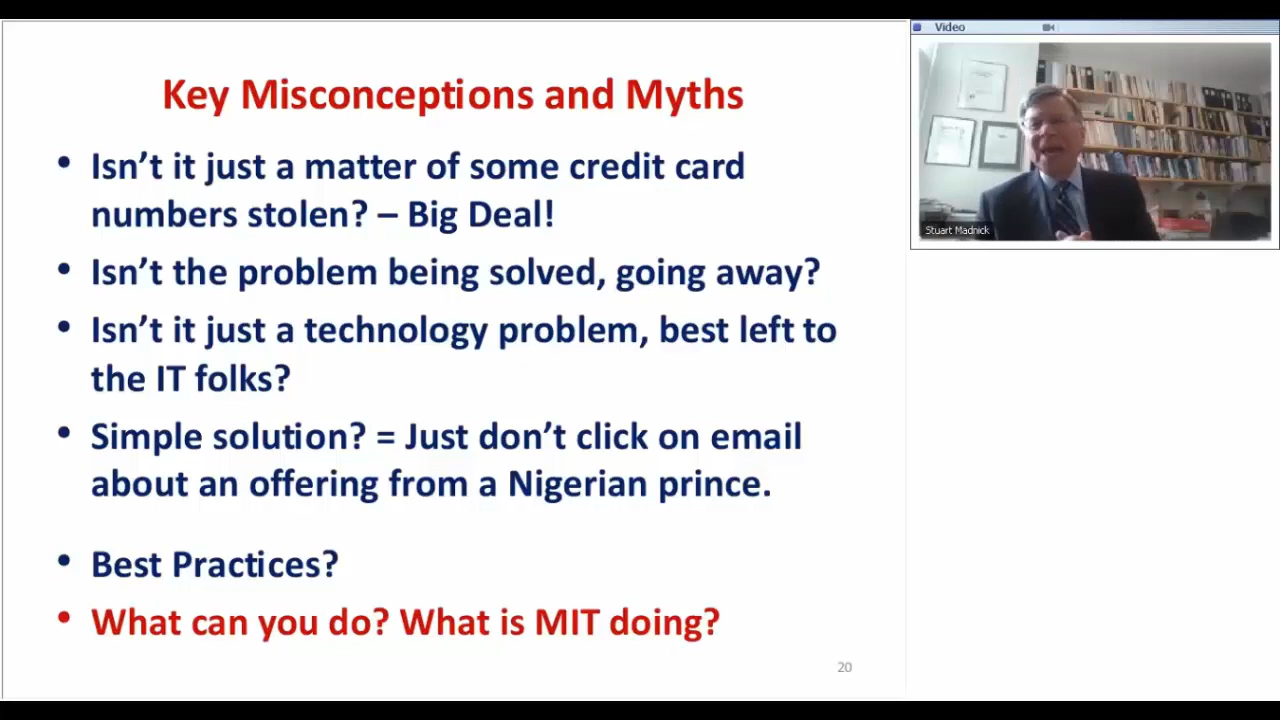 Key Misconceptions and Myths
• Isn’t it just a matter of some credit card
numbers stolen? – Big Deal!
• Isn’t the problem being solved, going away?
• Isn’t it just a technology problem, best left to
the IT folks?
• Simple solution? = Just don’t click on email
about an offering from a Nigerian prince.
• Best Practices?
• What can you do? What is MIT doing?
20
Video
Stuart Madnick